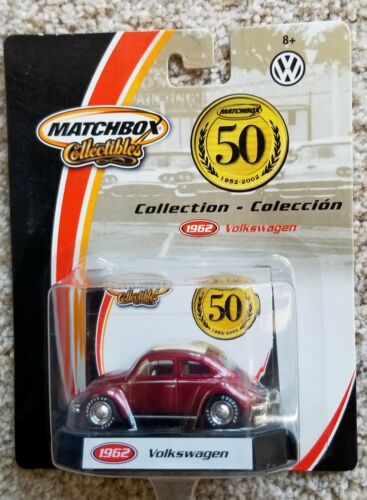 8+
MATCHBOX
Collectibles
MATCHBOX
50
1952-2002
Collection - Colección
1962 Volkswagen
Collectibles
50
1952-2002
1962 Volkswagen